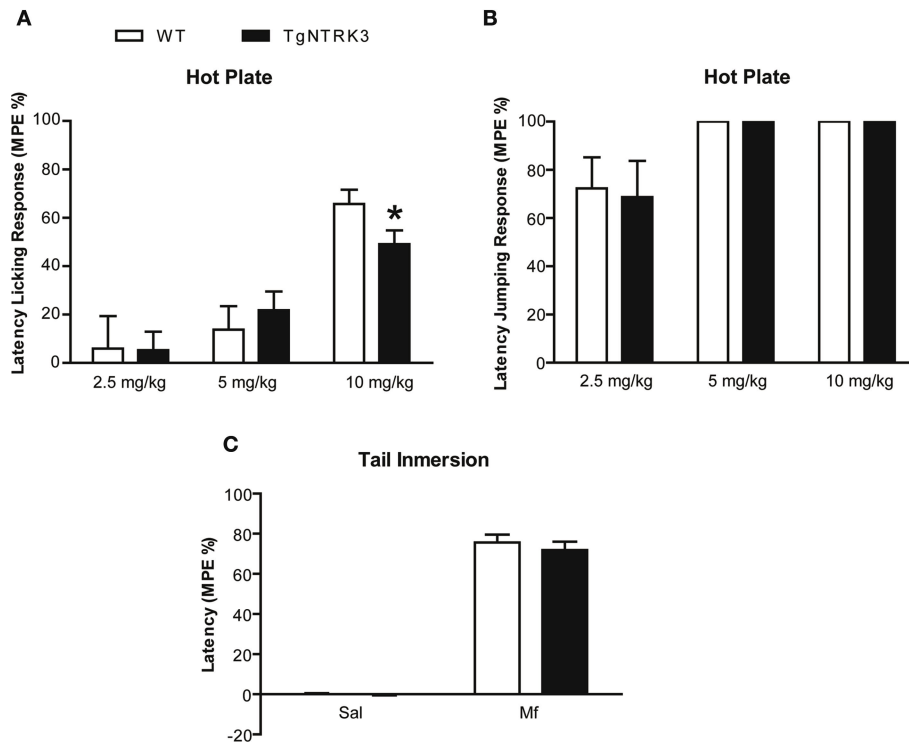 A
B
WT
TgNTRK3
Hot Plate
Latency Licking Response (MPE %)
100
80
60
40
20
0
*
2.5 mg/kg
5 mg/kg
10 mg/kg
Hot Plate
Latency Jumping Response (MPE %)
100
80
60
40
20
0
2.5 mg/kg
5 mg/kg
10 mg/kg
C
Tail Inmersion
Latency (MPE %)
100
80
60
40
20
0
-20
Sal
Mf